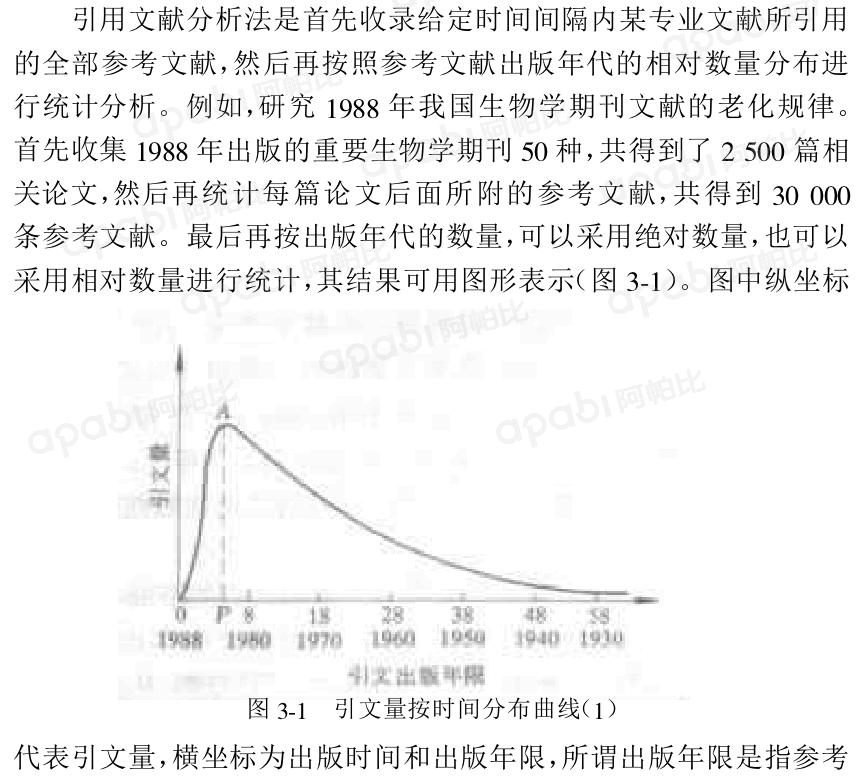 引用文献分析法是首先收录给定时间间隔内某专业文献所引用
的全部参考文献,然后再按照参考文献出版年代的相对数量分布进
行统计分析。例如,研究 1988 年我国生物学期刊文献的老化规律。
首先收集 1988 年出版的重要生物学期刊 50 种,共得到了 2 500 篇相
关论文,然后再统计每篇论文后面所附的参考文献,共得到 30 000
条参考文献。最后再按出版年代的数量,可以采用绝对数量,也可以
采用相对数量进行统计,其结果可用图形表示(图 3-1)。图中纵坐标
A
引文量
0 P 8 18 28 38 48 58
1988 1980 1970 1960 1950 1940 1930
引文出版年限
图 3-1 引文量按时间分布曲线(1)
代表引文量,横坐标为出版时间和出版年限,所谓出版年限是指参考
apabi阿帕比